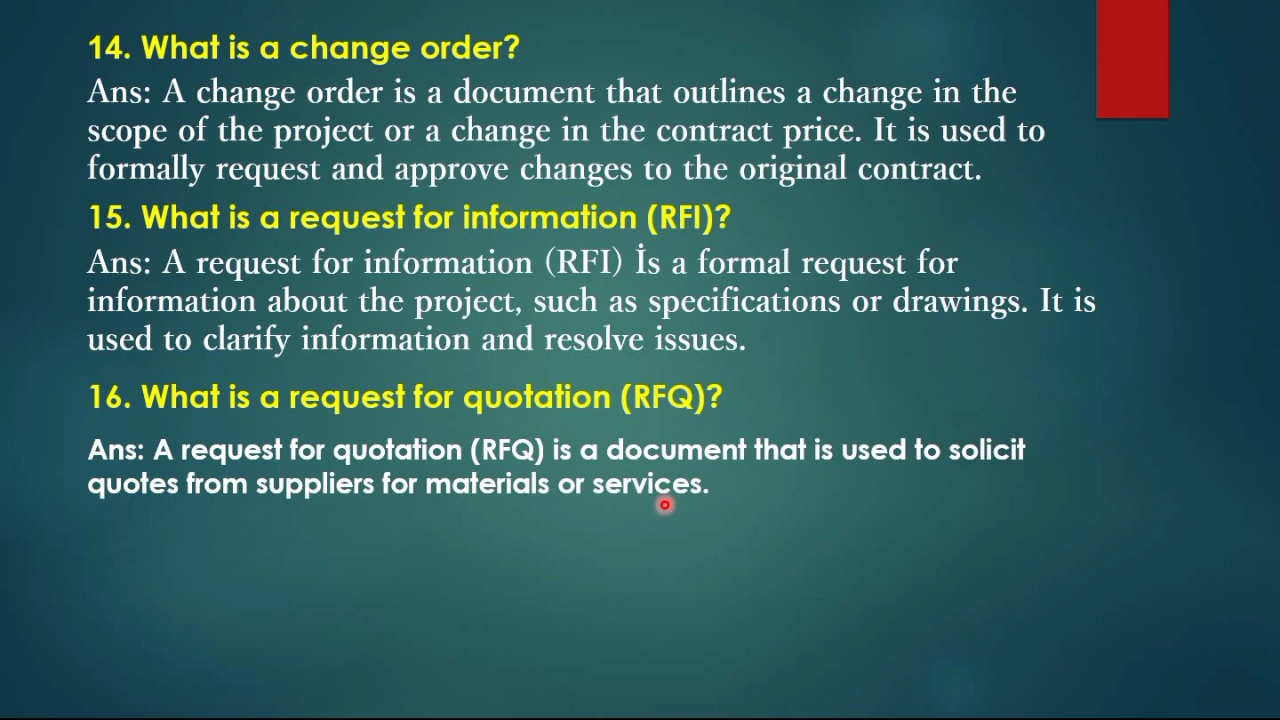 14. What is a change order?
Ans: A change order is a document that outlines a change in the
scope of the project or a change in the contract price. It is used to
formally request and approve changes to the original contract.
15. What is a request for information (RFI)?
Ans: A request for information (RFI) İs a formal request for
information about the project, such as specifications or drawings. It is
used to clarify information and resolve issues.
16. What is a request for quotation (RFQ)?
Ans: A request for quotation (RFQ) is a document that is used to solicit
quotes from suppliers for materials or services.